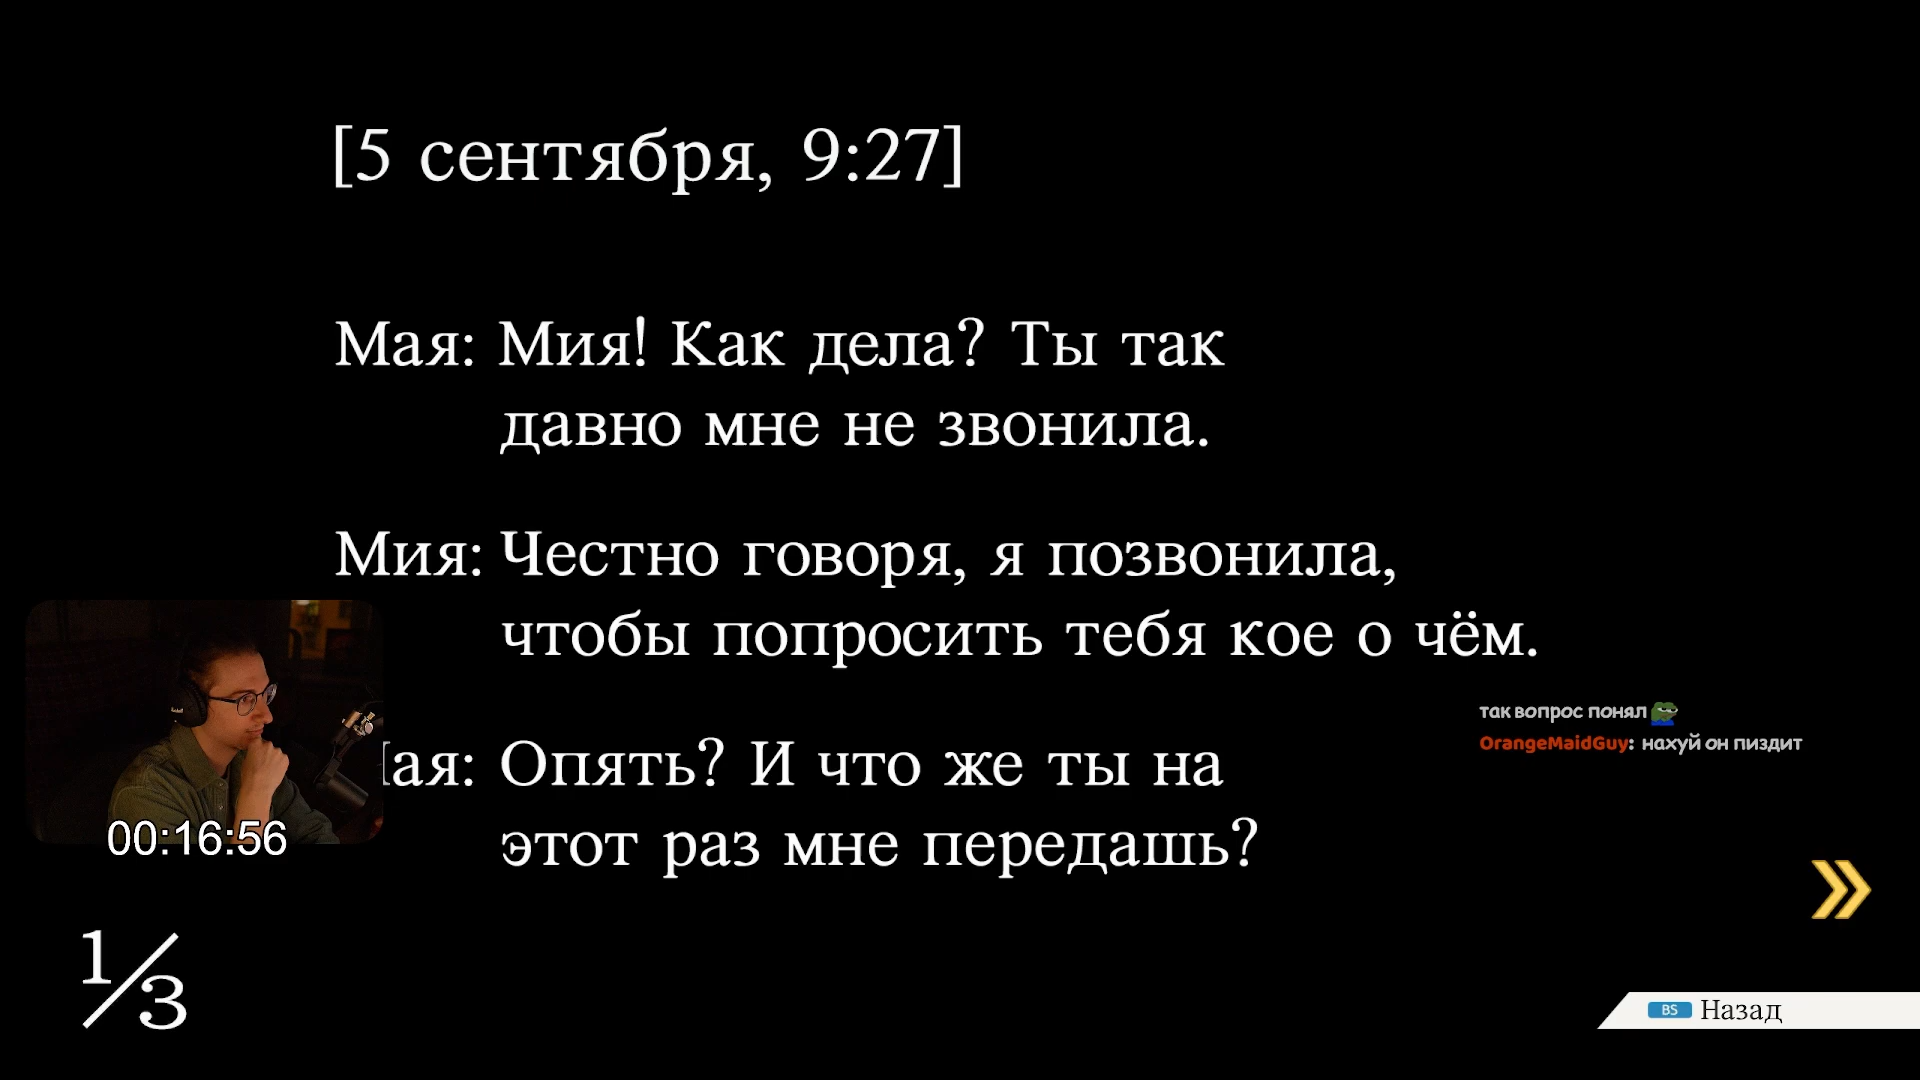 [5 сентября, 9:27]
Мая: Мия! Как дела? Ты так
давно мне не звонила.
Мия: Честно говоря, я позвонила,
чтобы попросить тебя кое о чём.
ая: Опять? И что же ты на
этот раз мне передашь?
так вопрос понял
OrangeMaidGuy: нахуй он пиздит
00:16:56
1/3
BS Назад